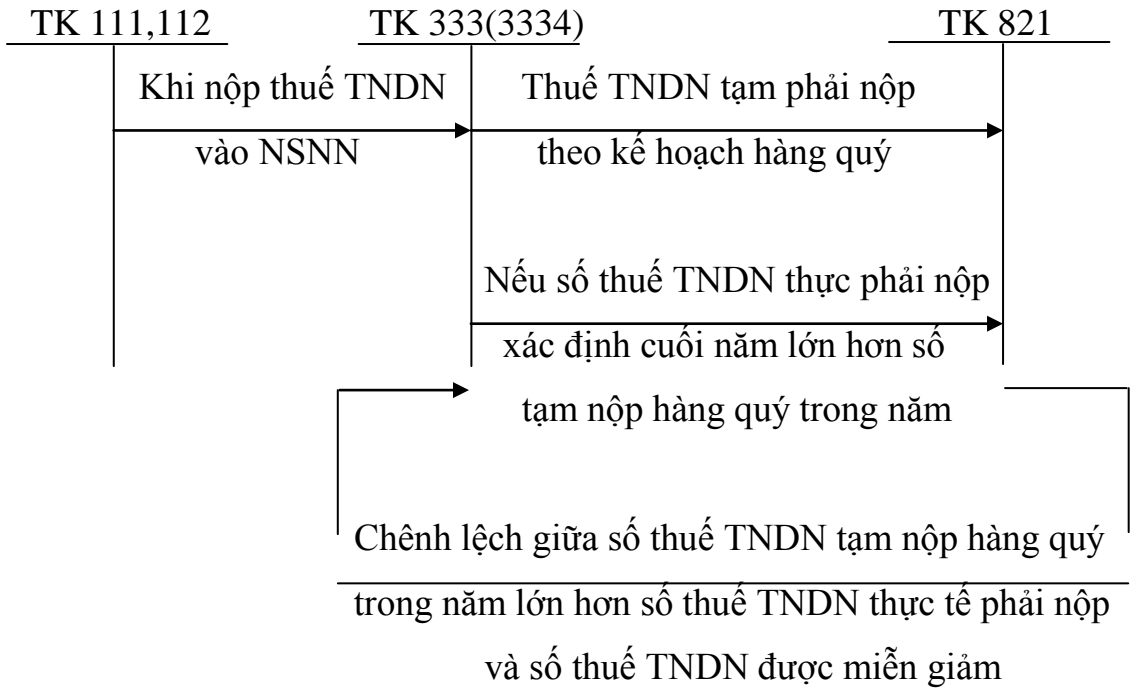 TK 111,112 TK 333(3334) TK 821
Khi nộp thuế TNDN Thuế TNDN tạm phải nộp
vào NSNN theo kế hoạch hàng quý
Nếu số thuế TNDN thực phải nộp
xác định cuối năm lớn hơn số
tạm nộp hàng quý trong năm
Chênh lệch giữa số thuế TNDN tạm nộp hàng quý
trong năm lớn hơn số thuế TNDN thực tế phải nộp
và số thuế TNDN được miễn giảm